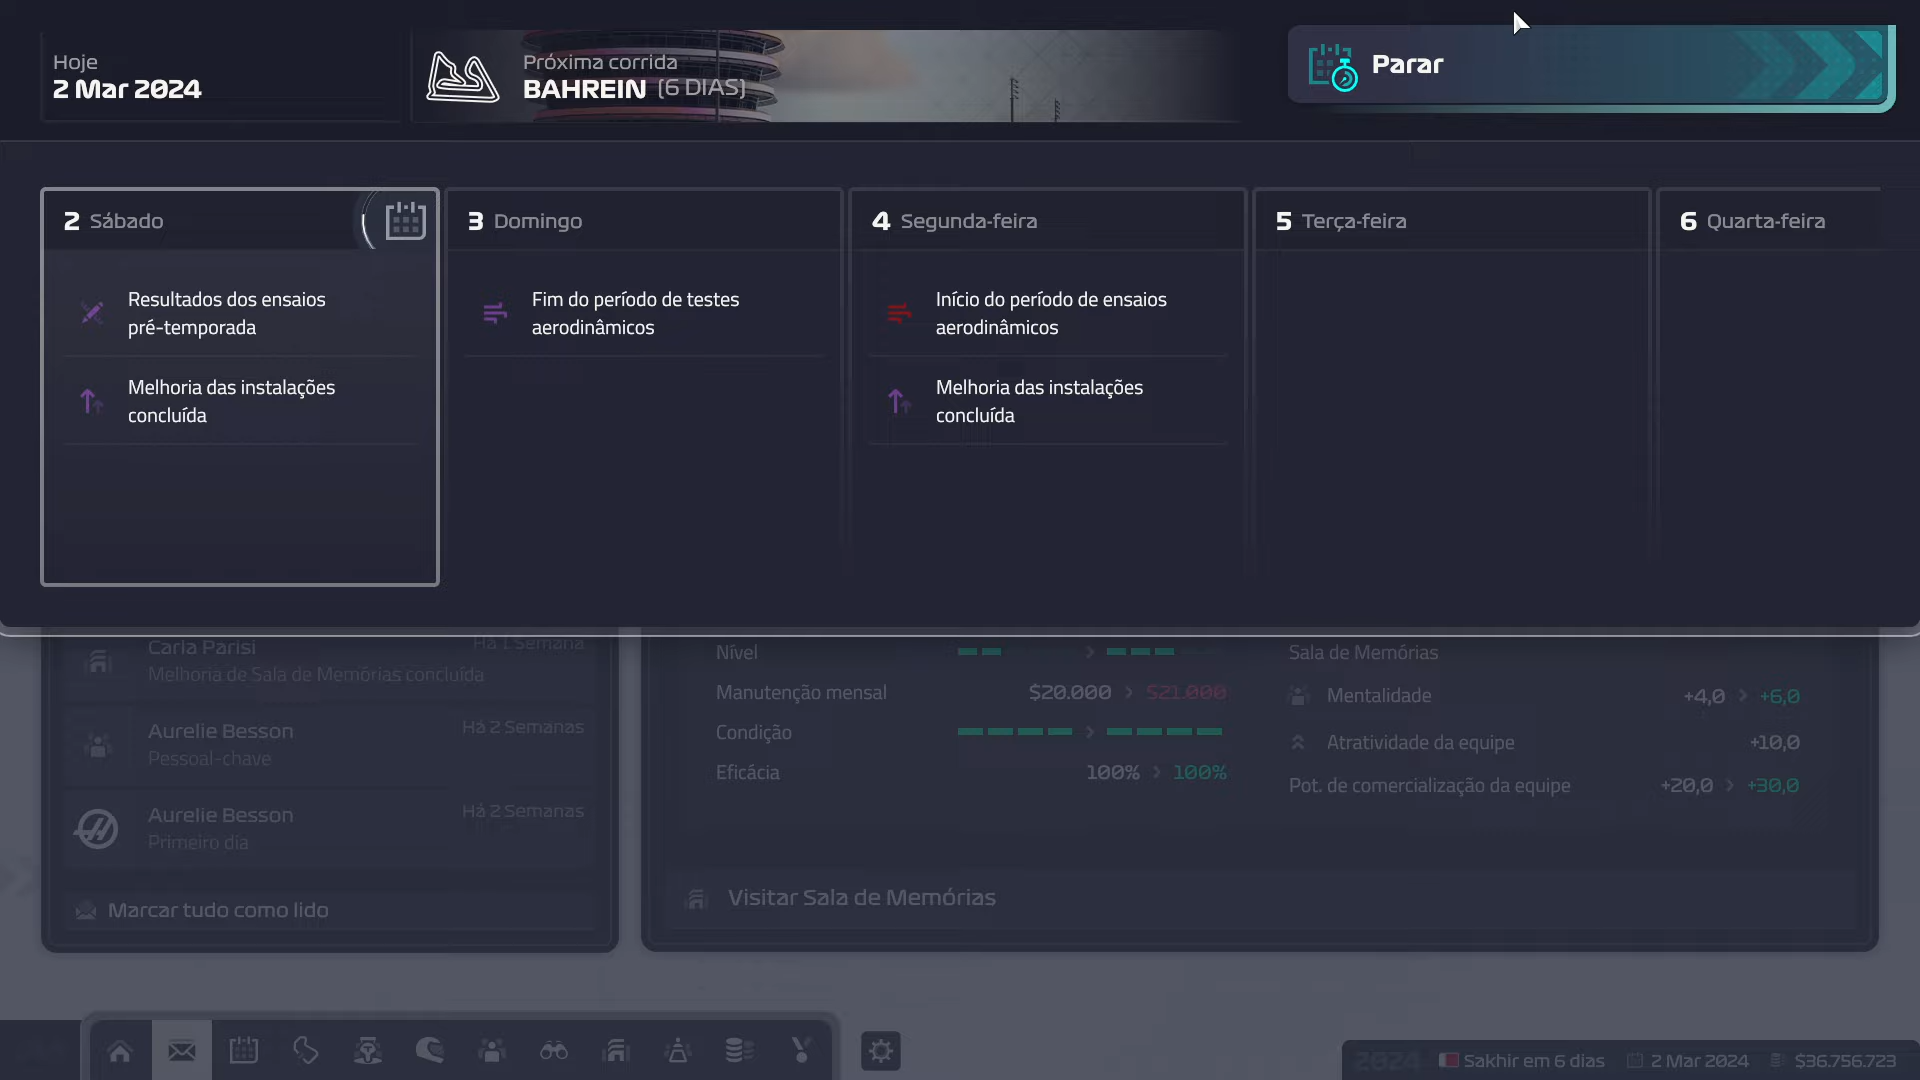 Hoje
2 Mar 2024
Próxima corrida
BAHREIN (6 DIAS)
Parar
2 Sábado
Resultados dos ensaios
pré-temporada
Melhoria das instalações
concluída
3 Domingo
Fim do período de testes
aerodinâmicos
4 Segunda-feira
Início do período de ensaios
aerodinâmicos
Melhoria das instalações
concluída
5 Terça-feira
6 Quarta-feira
Carla Parisi
Há 1 Semana
Melhoria de Sala de Memórias concluída
Aurelie Besson
Há 2 Semanas
Pessoal-chave
Aurelie Besson
Há 2 Semanas
Primeiro dia
Marcar tudo como lido
Nível
Manutenção mensal $20.000 $21.000
Condição
Eficácia 100% 100%
Sala de Memórias
Mentalidade +4,0 +6,0
Atratividade da equipe +10,0
Pot. de comercialização da equipe +20,0 +30,0
Visitar Sala de Memórias
2024 Sakhir em 6 dias 2 Mar 2024 $36.756.723